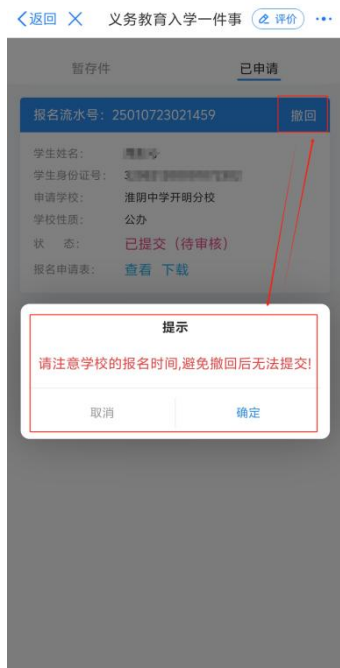 返回 义务教育入学一件事 评价
暂存件 已申请
报名流水号：25010723021459 撤回
学生姓名：
学生身份证号：
申请学校： 淮阴中学开明分校
学校性质： 公办
状 态： 已提交（待审核）
报名申请表： 查看 下载
提示
请注意学校的报名时间,避免撤回后无法提交!
取消 确定